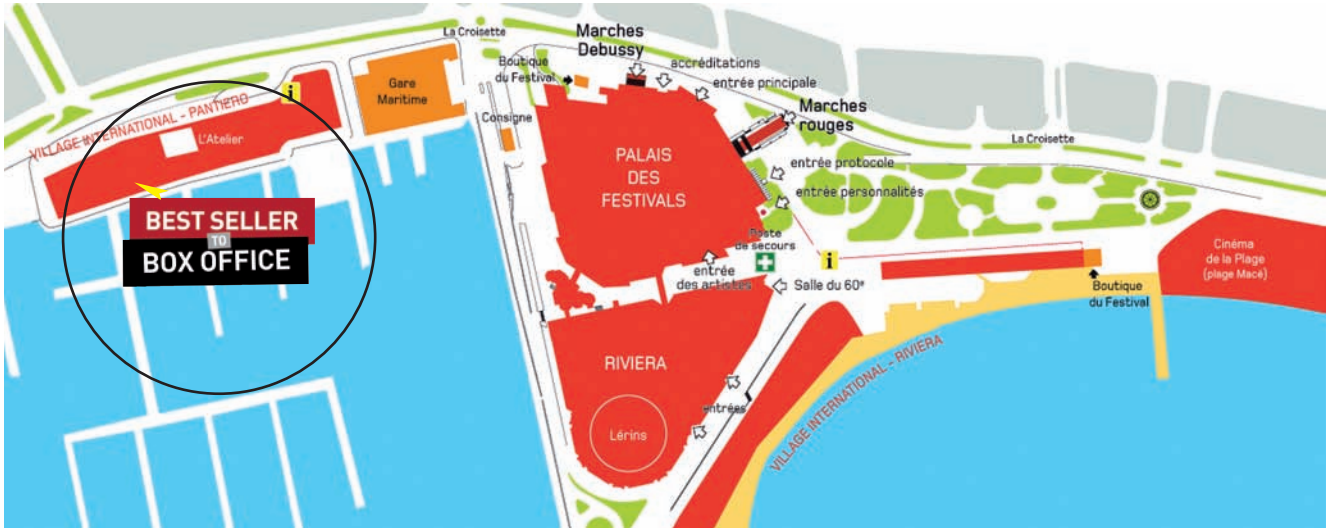 La Croisette
Marches
Debussy
accréditations
entrée principale
Boutique
du Festival
Gare
Maritime
i
VILLAGE INTERNATIONAL - PANTIERO
L'Atelier
Consigne
Marches
rouges
La Croisette
PALAIS
DES
FESTIVALS
entrée protocole
entrée personnalités
BEST SELLER
TO
BOX OFFICE
Poste
de secours
i
entrée
des artistes
Salle du 60e
Cinéma
de la Plage
(plage Macé)
Boutique
du Festival
RIVIERA
VILLAGE INTERNATIONAL - RIVIERA
entrées
Lérins